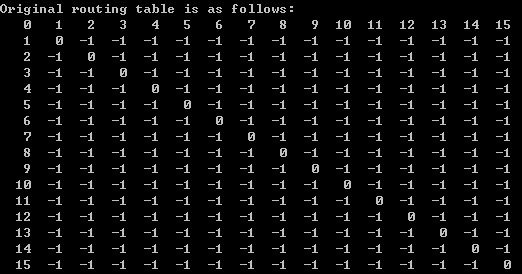 Original routing table is as follows:
0 1 2 3 4 5 6 7 8 9 10 11 12 13 14 15
1 0 -1 -1 -1 -1 -1 -1 -1 -1 -1 -1 -1 -1 -1 -1
2 -1 0 -1 -1 -1 -1 -1 -1 -1 -1 -1 -1 -1 -1 -1
3 -1 -1 0 -1 -1 -1 -1 -1 -1 -1 -1 -1 -1 -1 -1
4 -1 -1 -1 0 -1 -1 -1 -1 -1 -1 -1 -1 -1 -1 -1
5 -1 -1 -1 -1 0 -1 -1 -1 -1 -1 -1 -1 -1 -1 -1
6 -1 -1 -1 -1 -1 0 -1 -1 -1 -1 -1 -1 -1 -1 -1
7 -1 -1 -1 -1 -1 -1 0 -1 -1 -1 -1 -1 -1 -1 -1
8 -1 -1 -1 -1 -1 -1 -1 0 -1 -1 -1 -1 -1 -1 -1
9 -1 -1 -1 -1 -1 -1 -1 -1 0 -1 -1 -1 -1 -1 -1
10 -1 -1 -1 -1 -1 -1 -1 -1 -1 0 -1 -1 -1 -1 -1
11 -1 -1 -1 -1 -1 -1 -1 -1 -1 -1 0 -1 -1 -1 -1
12 -1 -1 -1 -1 -1 -1 -1 -1 -1 -1 -1 0 -1 -1 -1
13 -1 -1 -1 -1 -1 -1 -1 -1 -1 -1 -1 -1 0 -1 -1
14 -1 -1 -1 -1 -1 -1 -1 -1 -1 -1 -1 -1 -1 0 -1
15 -1 -1 -1 -1 -1 -1 -1 -1 -1 -1 -1 -1 -1 -1 0